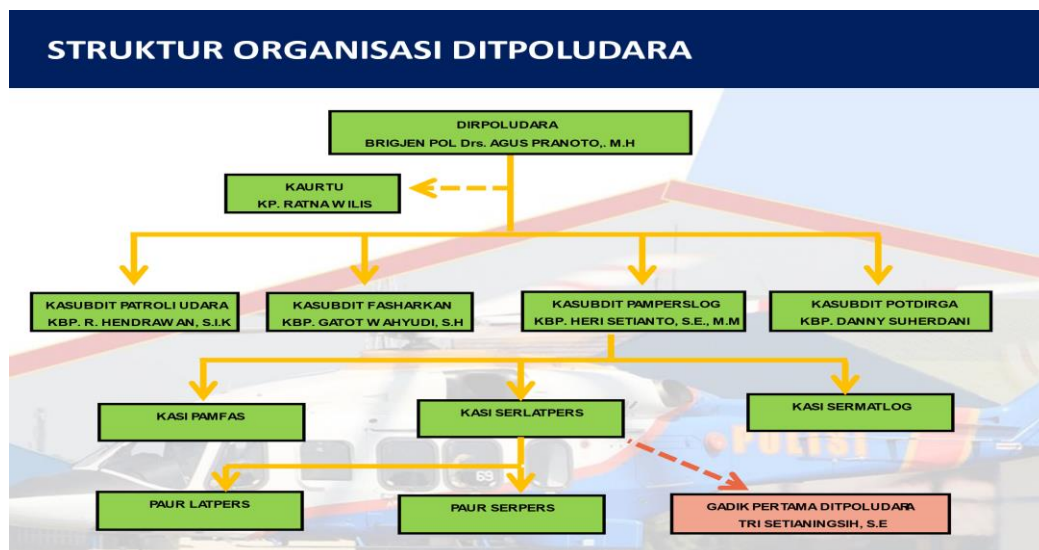 STRUKTUR ORGANISASI DITPOLUDARA
DIRPOLUDARA
BRIGJEN POL Drs. AGUS PRANOTO,. M.H
KAURTU
KP. RATNA WILIS
KASUBDIT PATROLI UDARA
KBP. R. HENDRAWAN, S.I.K
KASUBDIT FASHARKAN
KBP. GATOT WAHYUDI, S.H
KASUBDIT PAMPERSLOG
KBP. HERI SETIANTO, S.E., M.M
KASUBDIT POTDIRGA
KBP. DANNY SUHERDANI
KASI PAMFAS
KASI SERLATPERS
KASI SERMATLOG
POLISI
69
PAUR LATPERS
PAUR SERPERS
GADIK PERTAMA DITPOLUDARA
TRI SETIANINGSIH, S.E